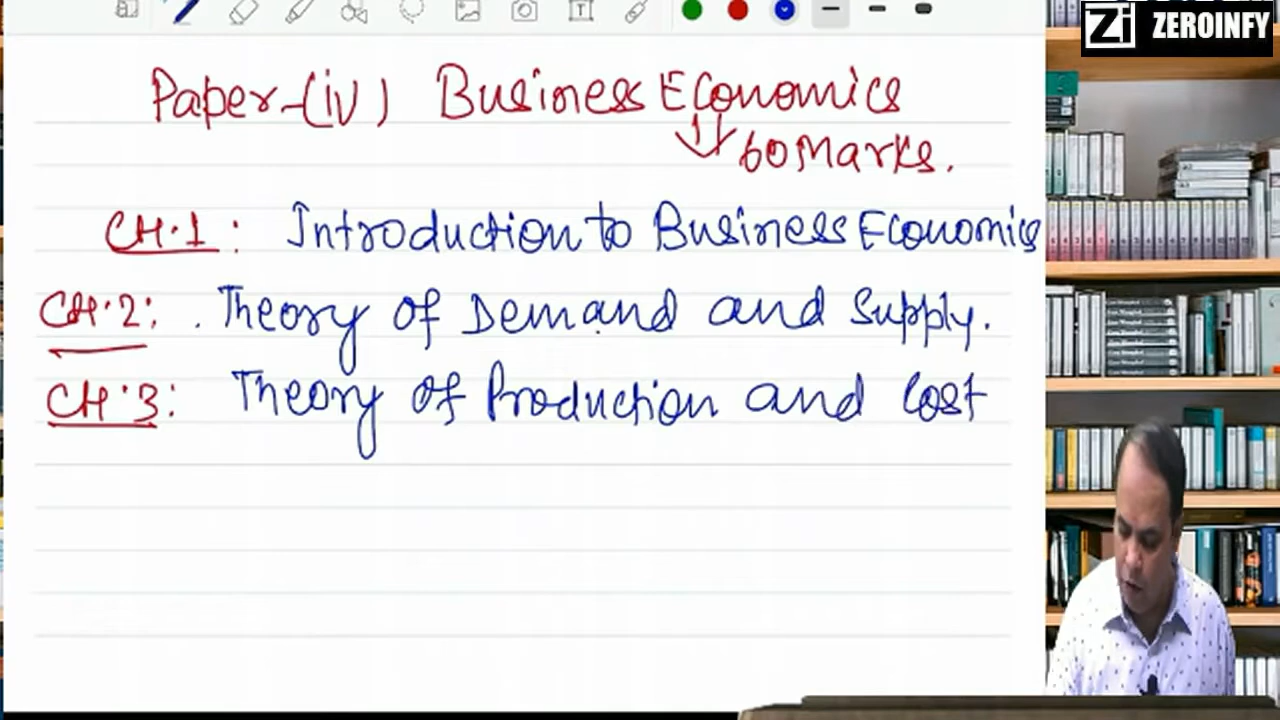 Zi ZEROINFY
Paper-(iv) Business Economics
60 Marks.
CH.1: Introduction to Business Economics
CH.2: Theory of Demand and Supply.
CH.3: Theory of Production and Cost